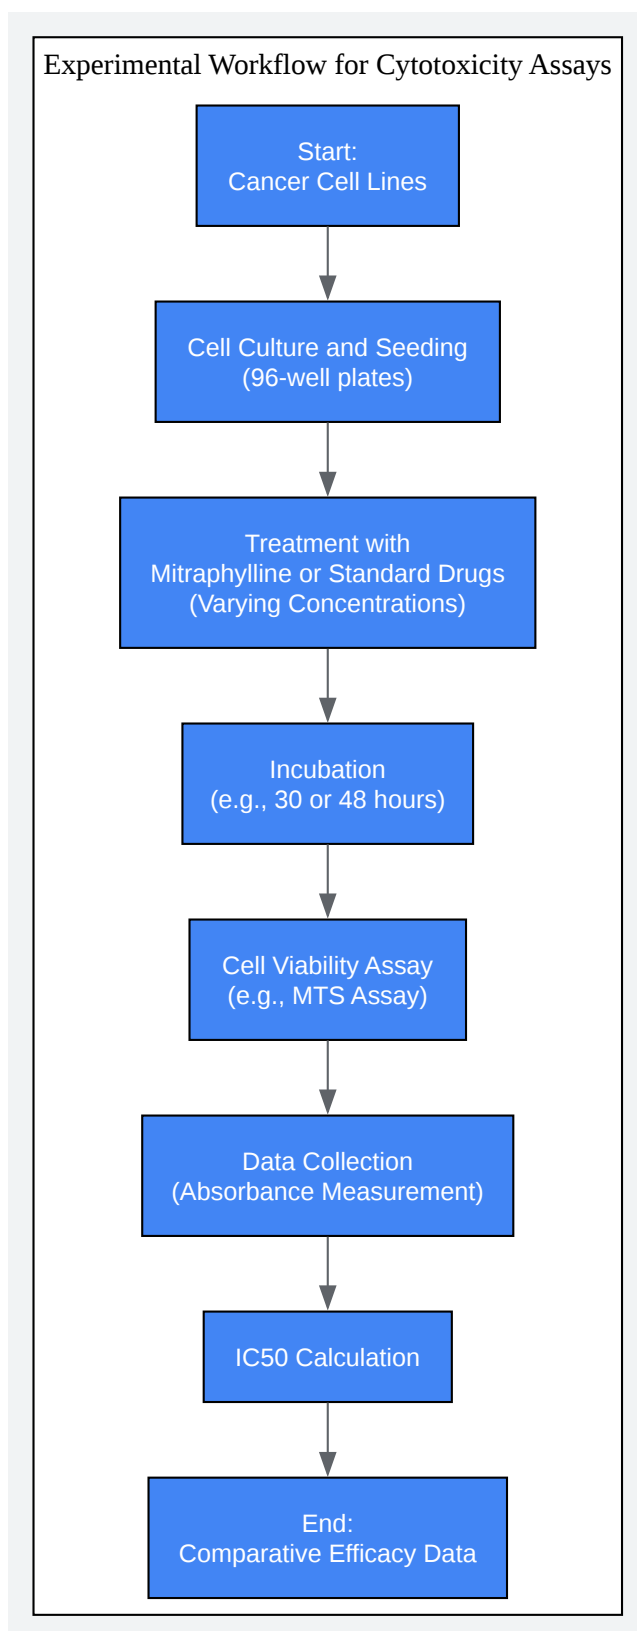 Experimental Workflow for Cytotoxicity Assays
Start:
Cancer Cell Lines
Cell Culture and Seeding
(96-well plates)
Treatment with
Mitraphylline or Standard Drugs
(Varying Concentrations)
Incubation
(e.g., 30 or 48 hours)
Cell Viability Assay
(e.g., MTS Assay)
Data Collection
(Absorbance Measurement)
IC50 Calculation
End:
Comparative Efficacy Data